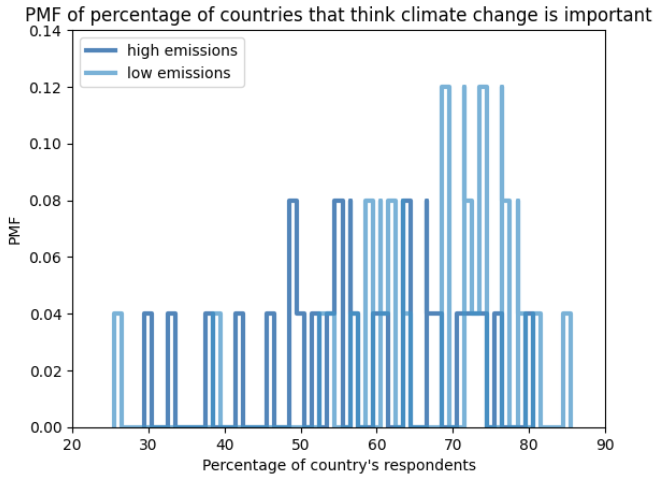 PMF of percentage of countries that think climate change is important
0.14
0.12
0.10
0.08
0.06
0.04
0.02
0.00
PMF
high emissions
low emissions
20 30 40 50 60 70 80 90
Percentage of country's respondents